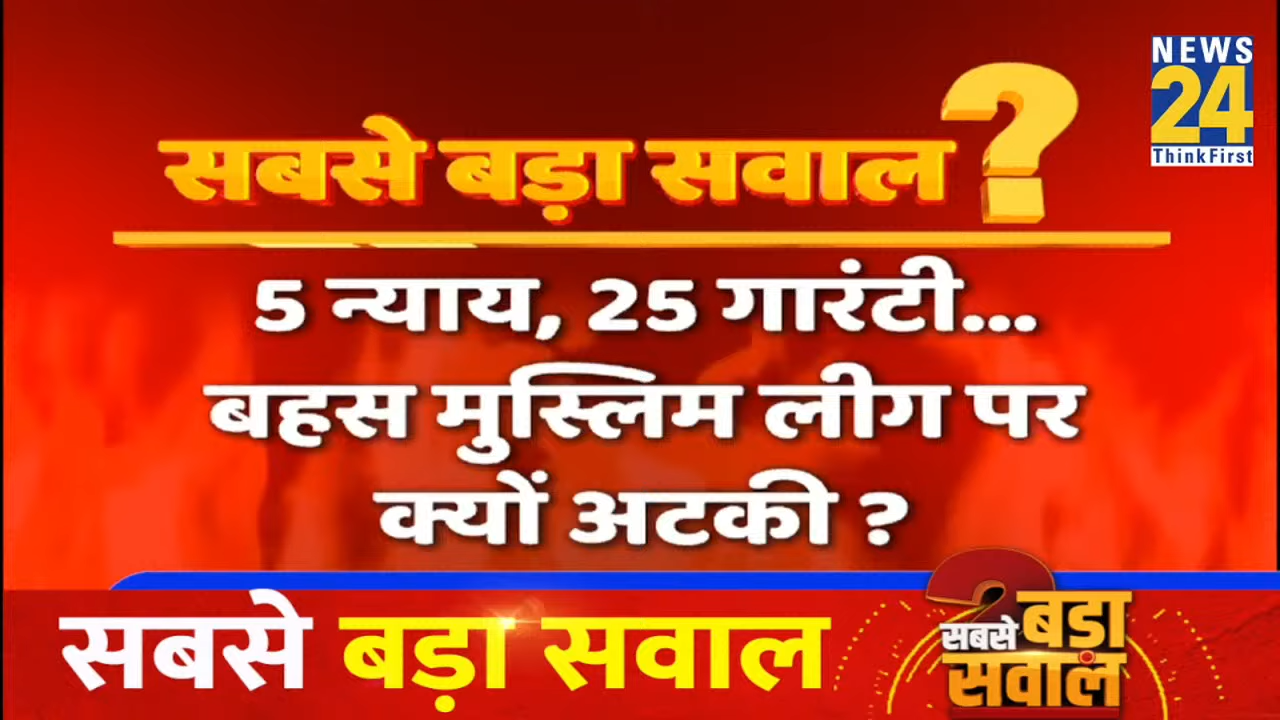 NEWS
24
ThinkFirst
सबसे बड़ा सवाल ?
5 न्याय, 25 गारंटी...
बहस मुस्लिम लीग पर
क्यों अटकी ?
सबसे बड़ा सवाल
सबसे बड़ा
सवाल